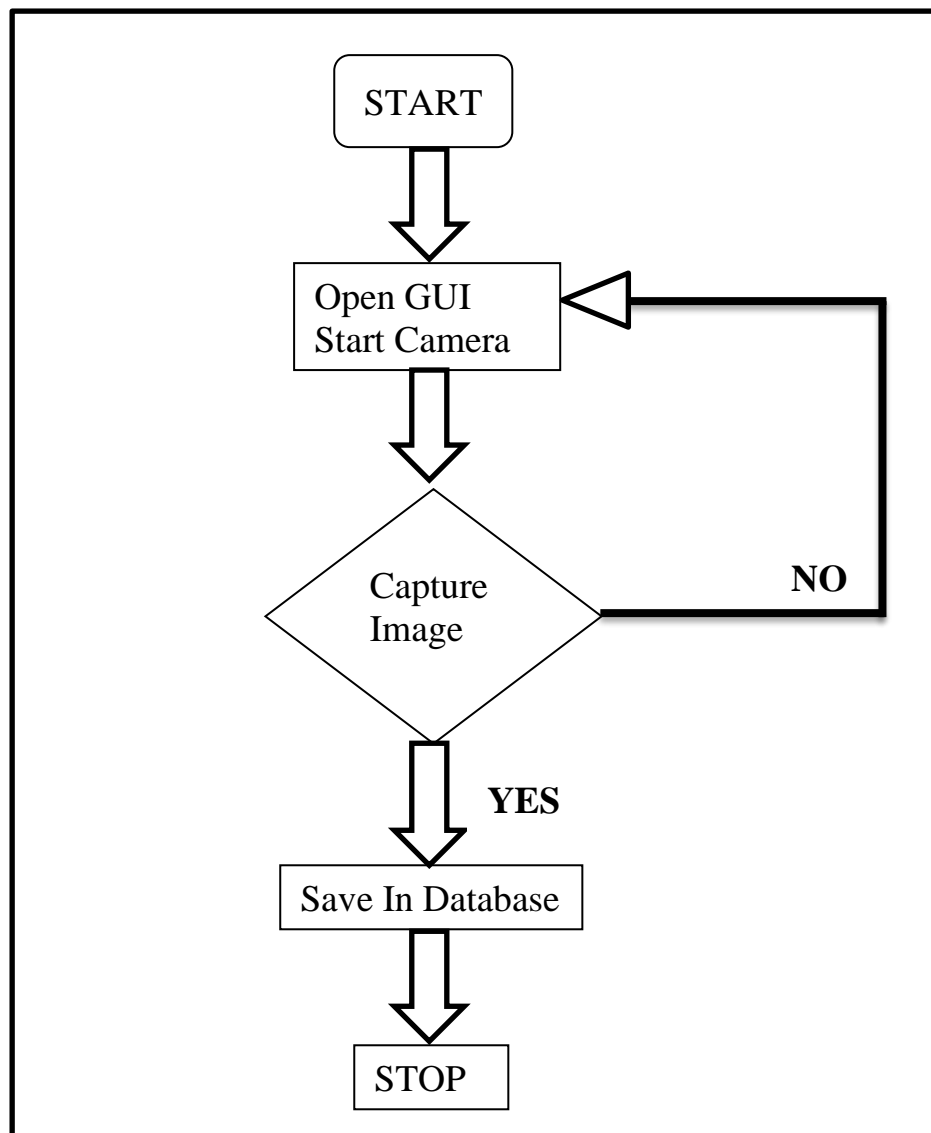 START
Open GUI
Start Camera
Capture
Image
NO
YES
Save In Database
STOP